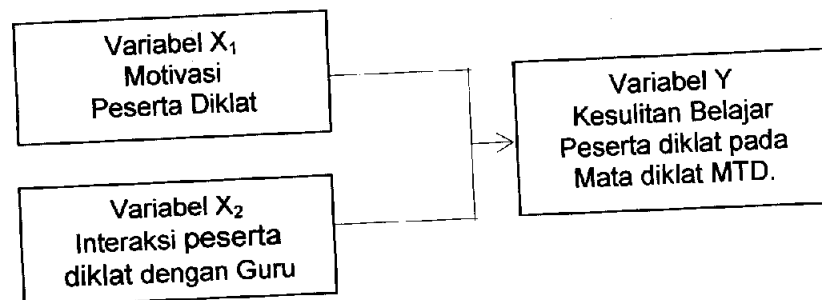 Variabel X₁
Motivasi
Peserta Diklat
Variabel X₂
Interaksi peserta
diklat dengan Guru
Variabel Y
Kesulitan Belajar
Peserta diklat pada
Mata diklat MTD.